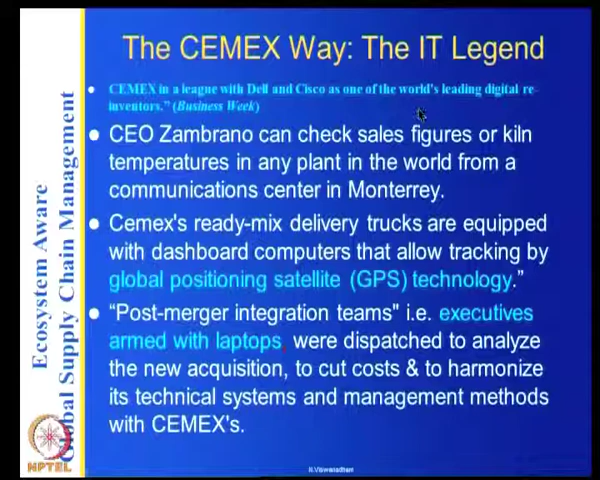 The CEMEX Way: The IT Legend
CEMEX in a league with Dell and Cisco as one of the world's leading digital re-
inventors." (Business Week)
CEO Zambrano can check sales figures or kiln
temperatures in any plant in the world from a
communications center in Monterrey.
Cemex's ready-mix delivery trucks are equipped
with dashboard computers that allow tracking by
global positioning satellite (GPS) technology."
"Post-merger integration teams" i.e. executives
armed with laptops, were dispatched to analyze
the new acquisition, to cut costs & to harmonize
its technical systems and management methods
with CEMEX's.
Ecosystem Aware
Global Supply Chain Management
NPTEL
N.Viswanadham